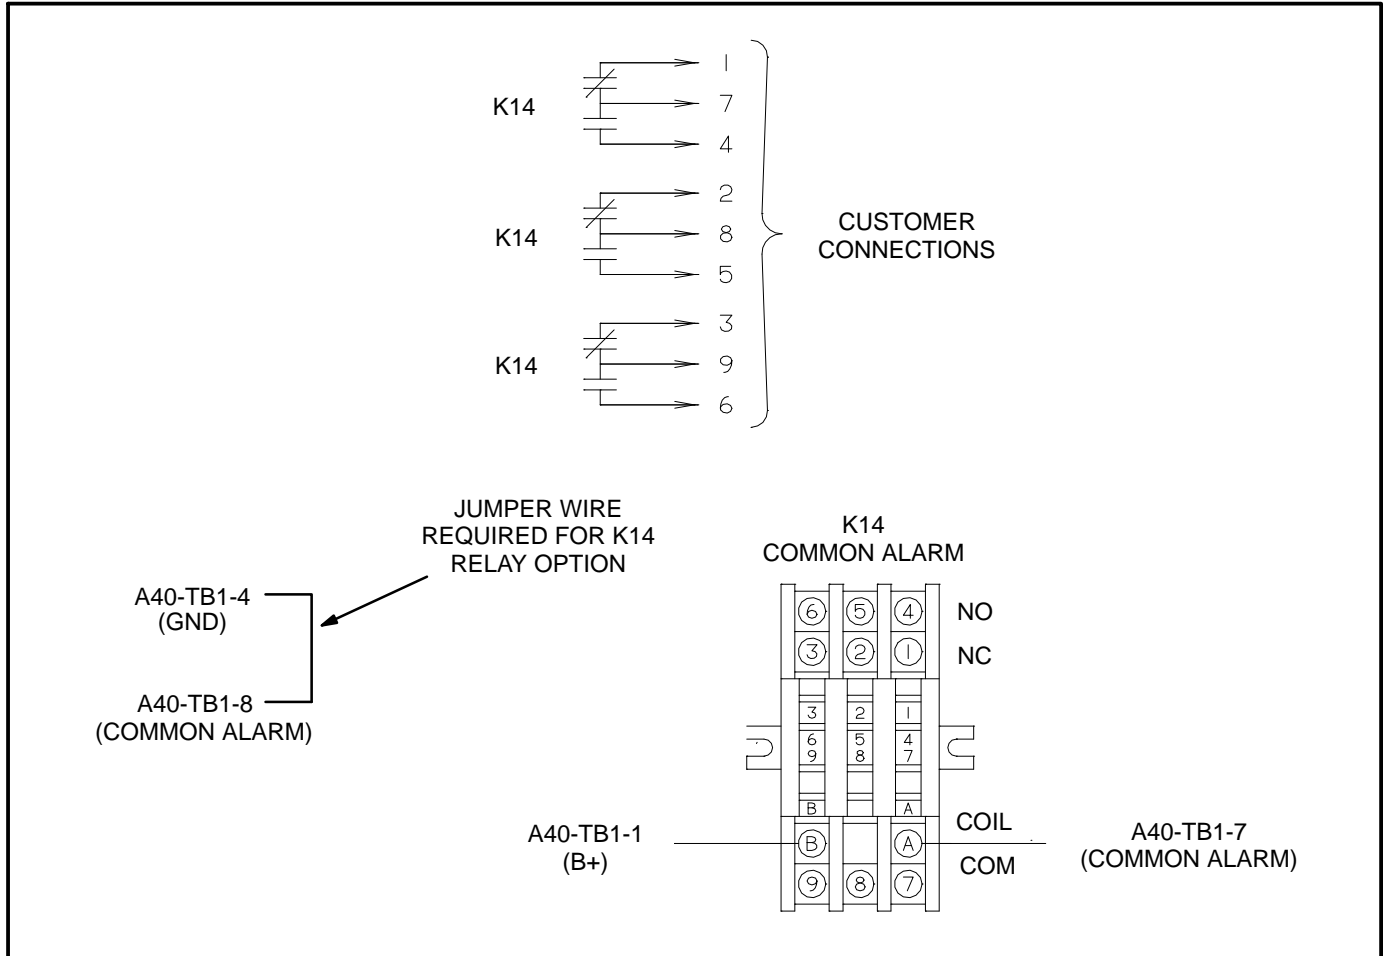 1
K14
7
4
2
K14
8
5
3
K14
9
6
CUSTOMER
CONNECTIONS
JUMPER WIRE
REQUIRED FOR K14
RELAY OPTION
A40-TB1-4
(GND)
A40-TB1-8
(COMMON ALARM)
K14
COMMON ALARM
6 5 4 NO
3 2 1 NC
3 2 1
6 5 4
9 8 7
B A
COIL
B A
COM
9 8 7
A40-TB1-1
(B+)
A40-TB1-7
(COMMON ALARM)